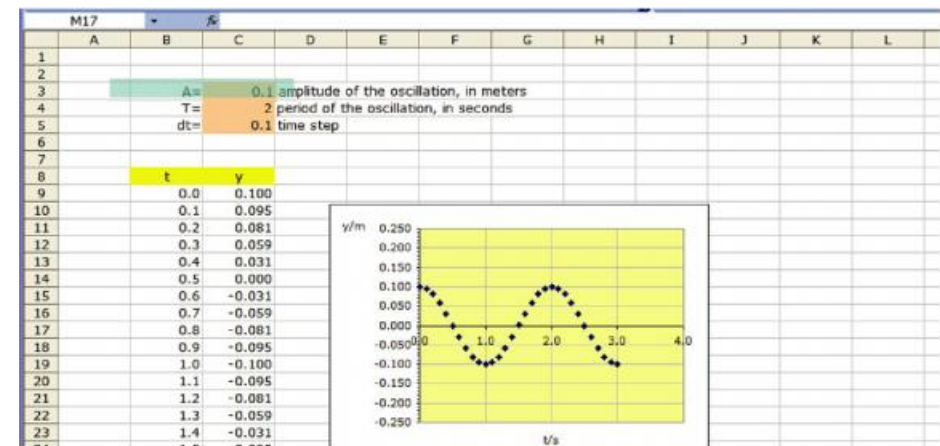 M17 fx
A B C D E F G H I J K L
1
2
3 A= 0.1 amplitude of the oscillation, in meters
4 T= 2 period of the oscillation, in seconds
5 dt= 0.1 time step
6
7
8 t y
9 0.0 0.100
10 0.1 0.095
11 0.2 0.081
12 0.3 0.059
13 0.4 0.031
14 0.5 0.000
15 0.6 -0.031
16 0.7 -0.059
17 0.8 -0.081
18 0.9 -0.095
19 1.0 -0.100
20 1.1 -0.095
21 1.2 -0.081
22 1.3 -0.059
23 1.4 -0.031
y/m 0.250
0.200
0.150
0.100
0.050
0.000
-0.050
-0.100
-0.150
-0.200
-0.250
0.0 1.0 2.0 3.0 4.0
t/s